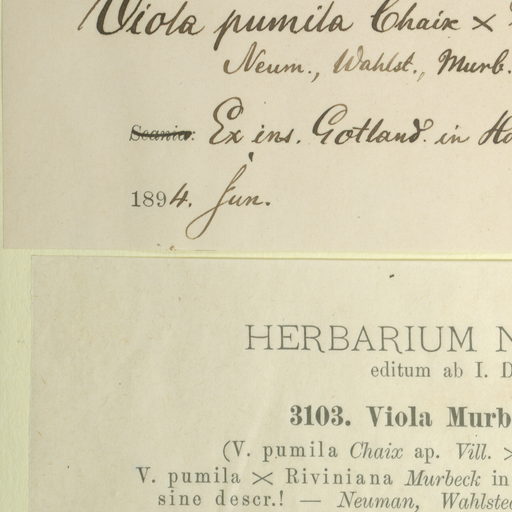 Viola pumila Chaix ×
Neum., Wahlst., Murb.
Scania: Ex ins. Gotland. in
1894. Jun.
HERBARIUM N
editum ab I. D
3103. Viola Murb
(V. pumila Chaix ap. Vill. ×
V. pumila × Riviniana Murbeck in
sine descr.! — Neuman, Wahlste